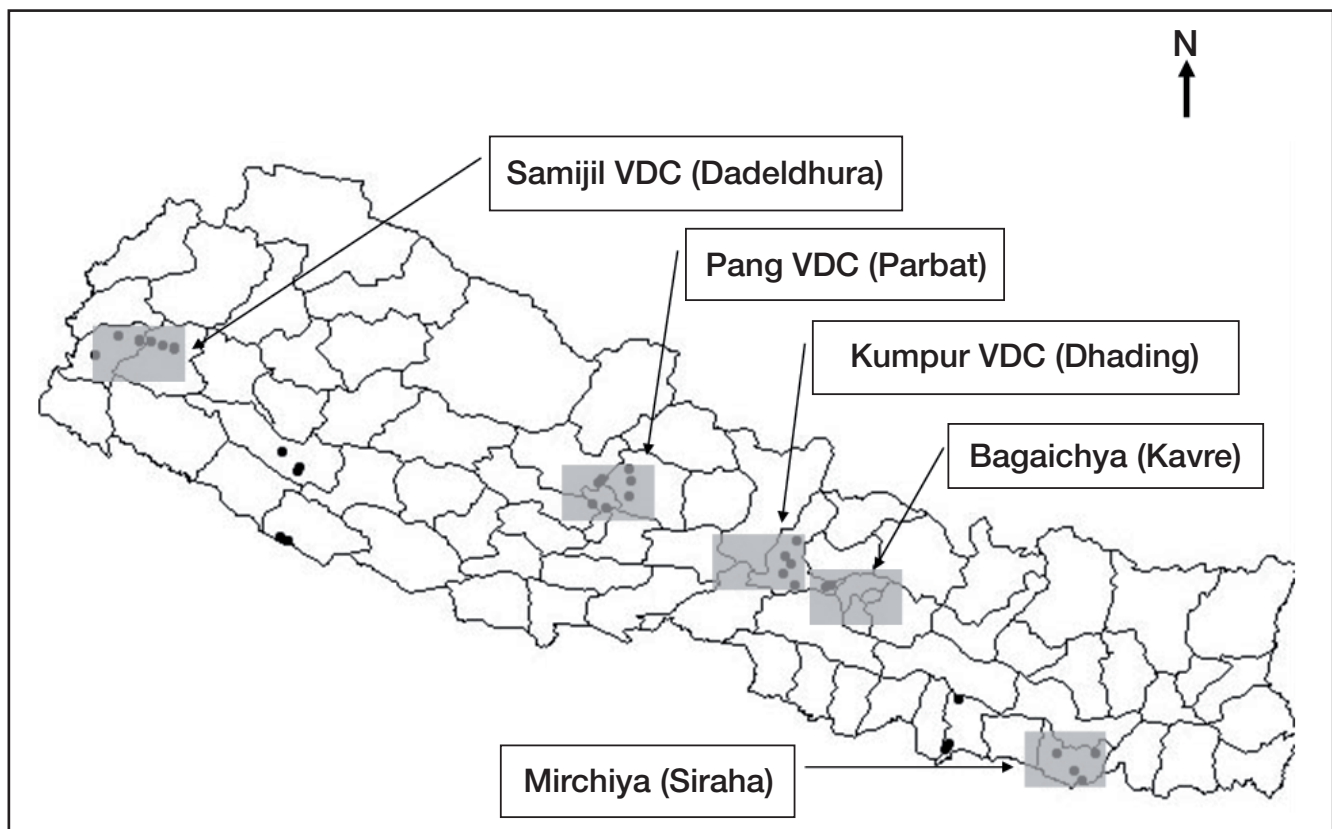 N
Samijil VDC (Dadeldhura)
Pang VDC (Parbat)
Kumpur VDC (Dhading)
Bagaichya (Kavre)
Mirchiya (Siraha)